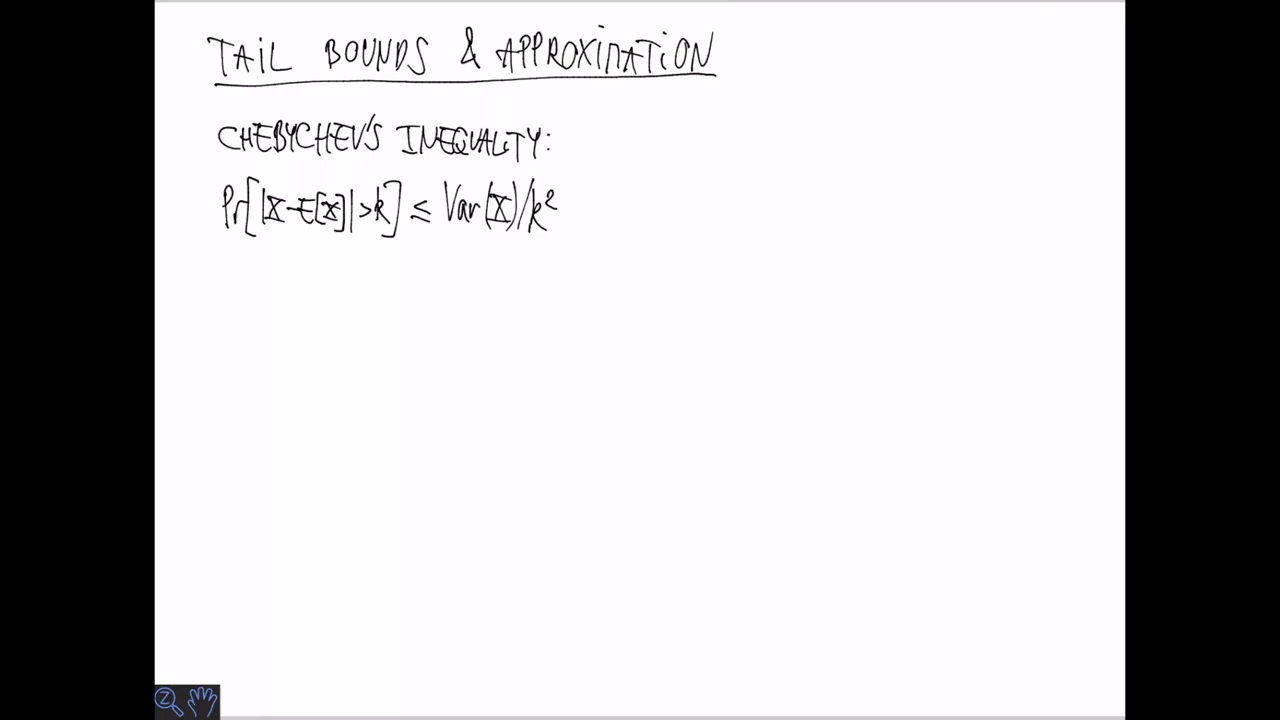 TAIL BOUNDS & APPROXIMATION
CHEBYCHEV'S INEQUALITY:
Pr[|X-E[X]|>k] ≤ Var(X)/k²
Z